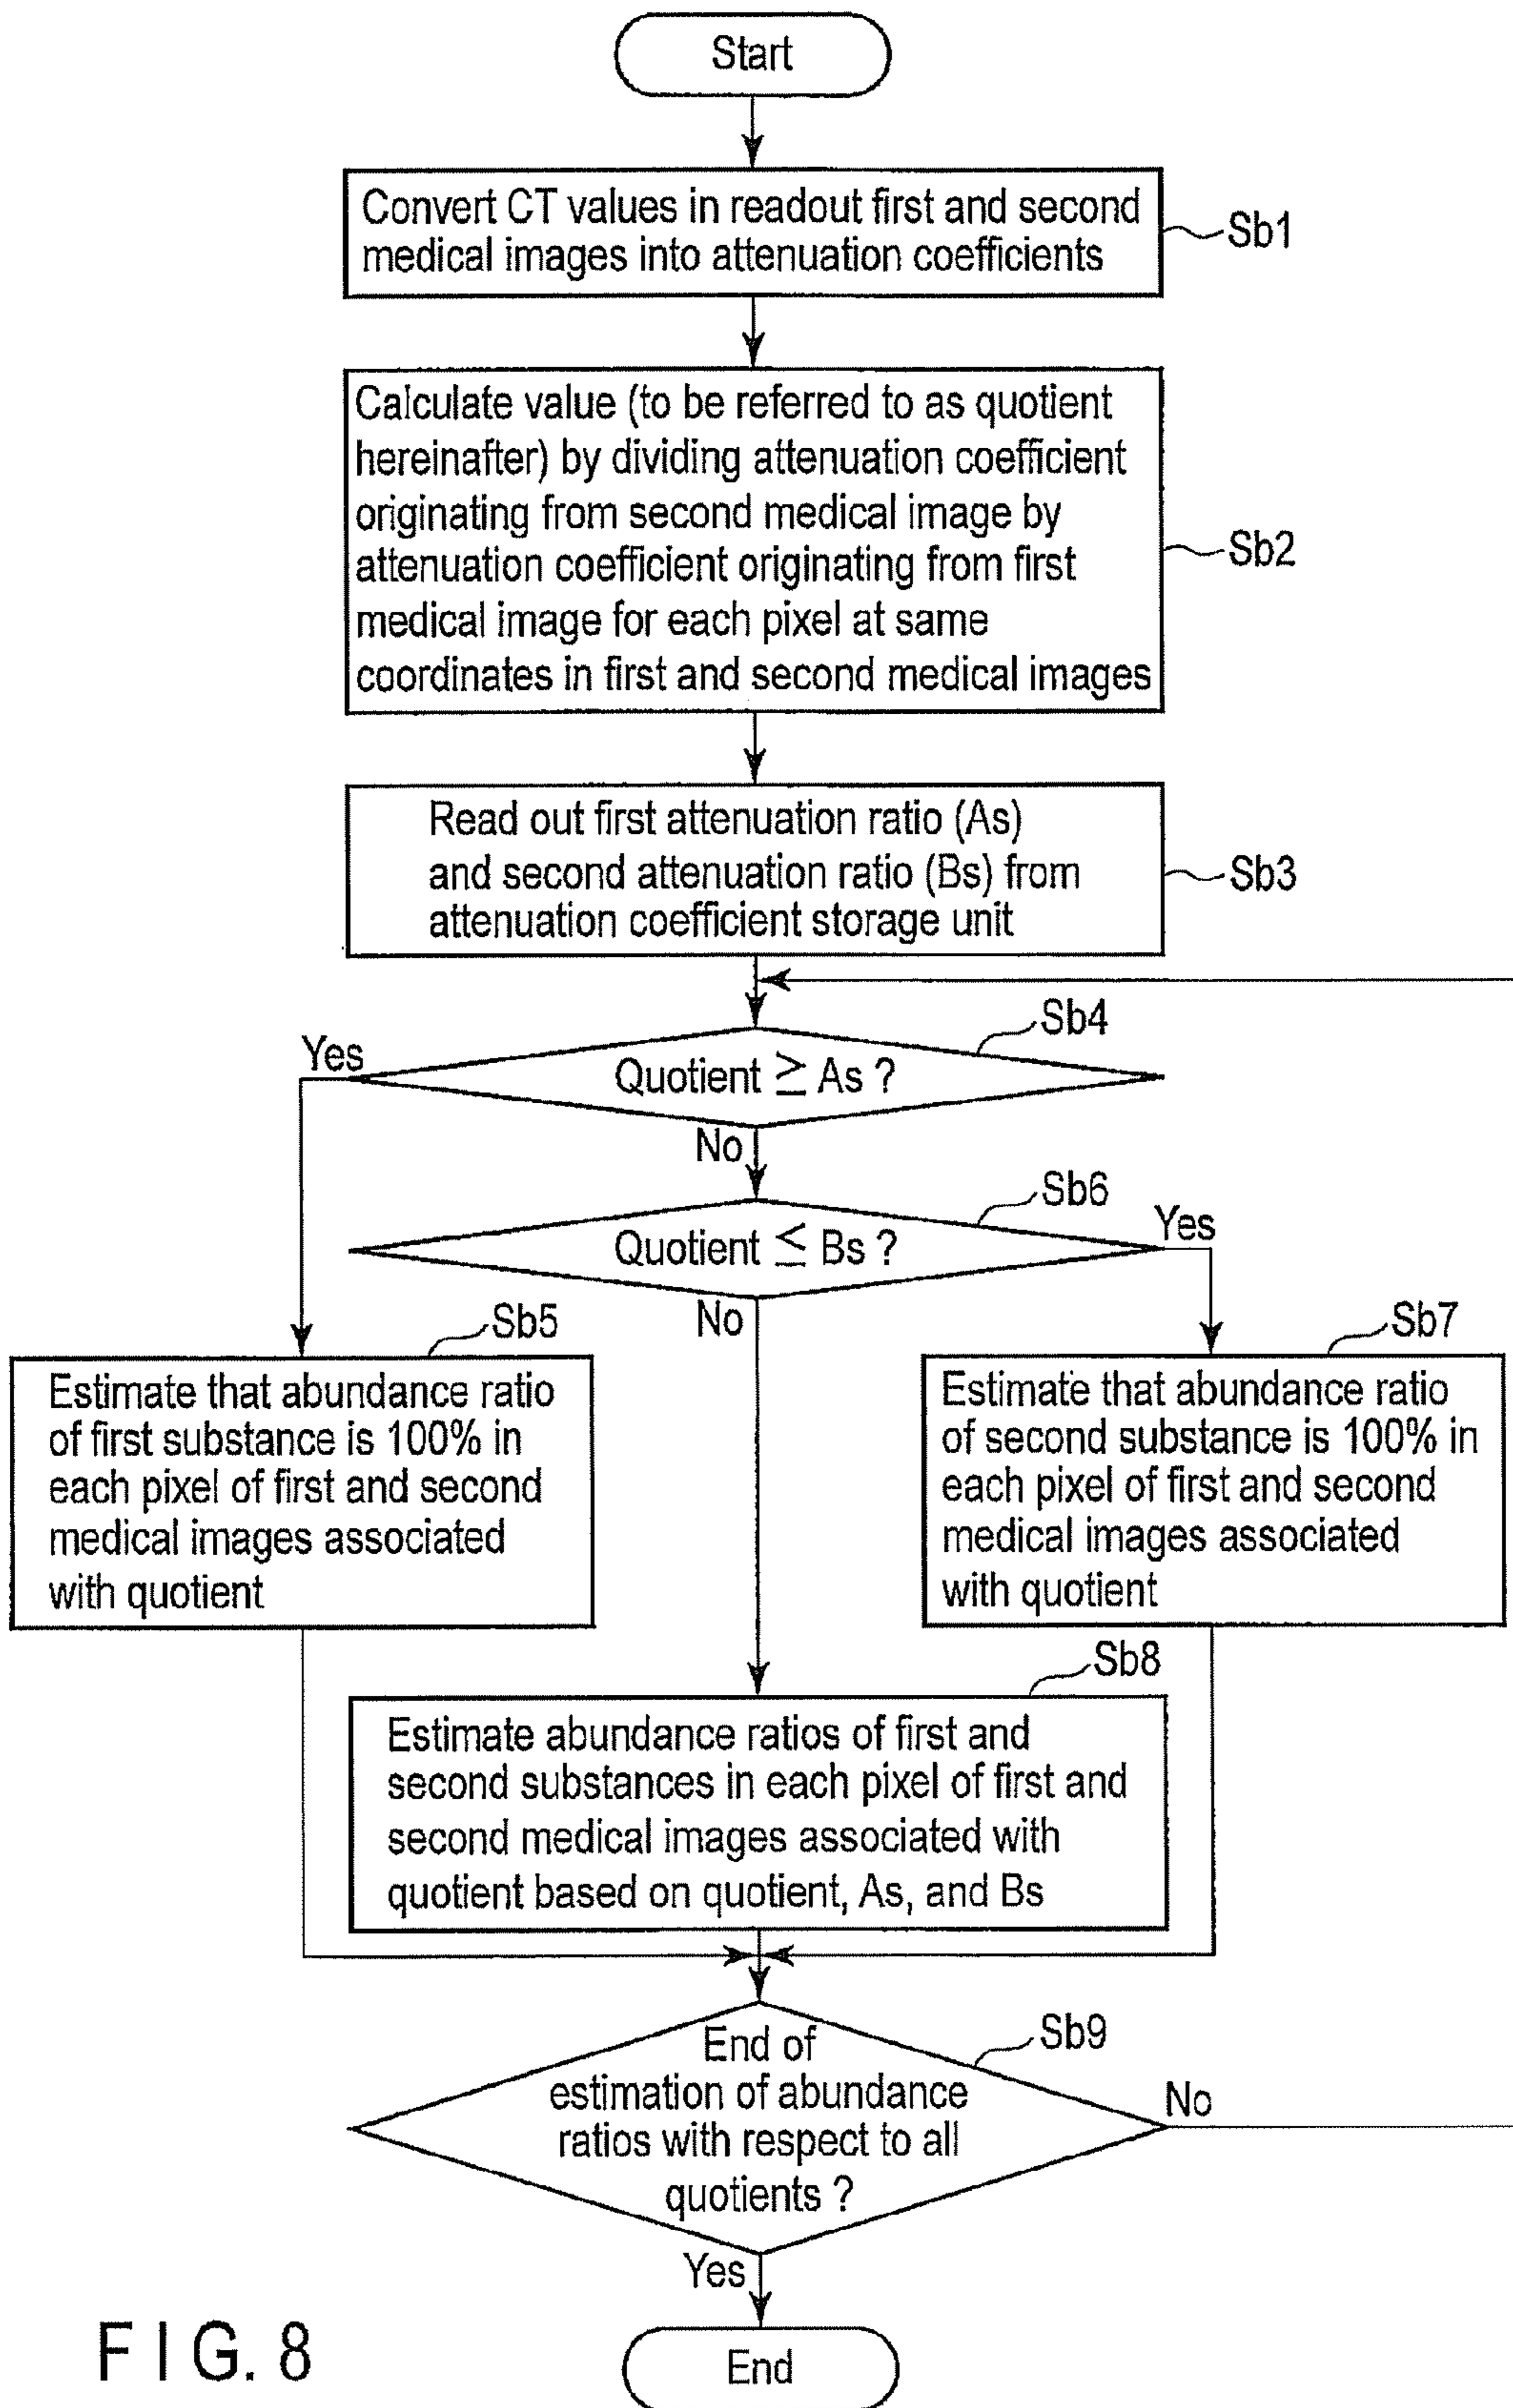 Start
Convert CT values in readout first and second
medical images into attenuation coefficients
Sb1
Calculate value (to be referred to as quotient
hereinafter) by dividing attenuation coefficient
originating from second medical image by
attenuation coefficient originating from first
medical image for each pixel at same
coordinates in first and second medical images
Sb2
Read out first attenuation ratio (As)
and second attenuation ratio (Bs) from
attenuation coefficient storage unit
Sb3
Sb4
Yes
Quotient ≧ As ?
No
Sb6
Yes
Quotient ≦ Bs ?
No
Sb5
Estimate that abundance ratio
of first substance is 100% in
each pixel of first and second
medical images associated
with quotient
Sb7
Estimate that abundance ratio
of second substance is 100% in
each pixel of first and second
medical images associated
with quotient
Sb8
Estimate abundance ratios of first and
second substances in each pixel of first and
second medical images associated with
quotient based on quotient, As, and Bs
Sb9
End of
estimation of abundance
ratios with respect to all
quotients ?
No
Yes
End
FIG. 8